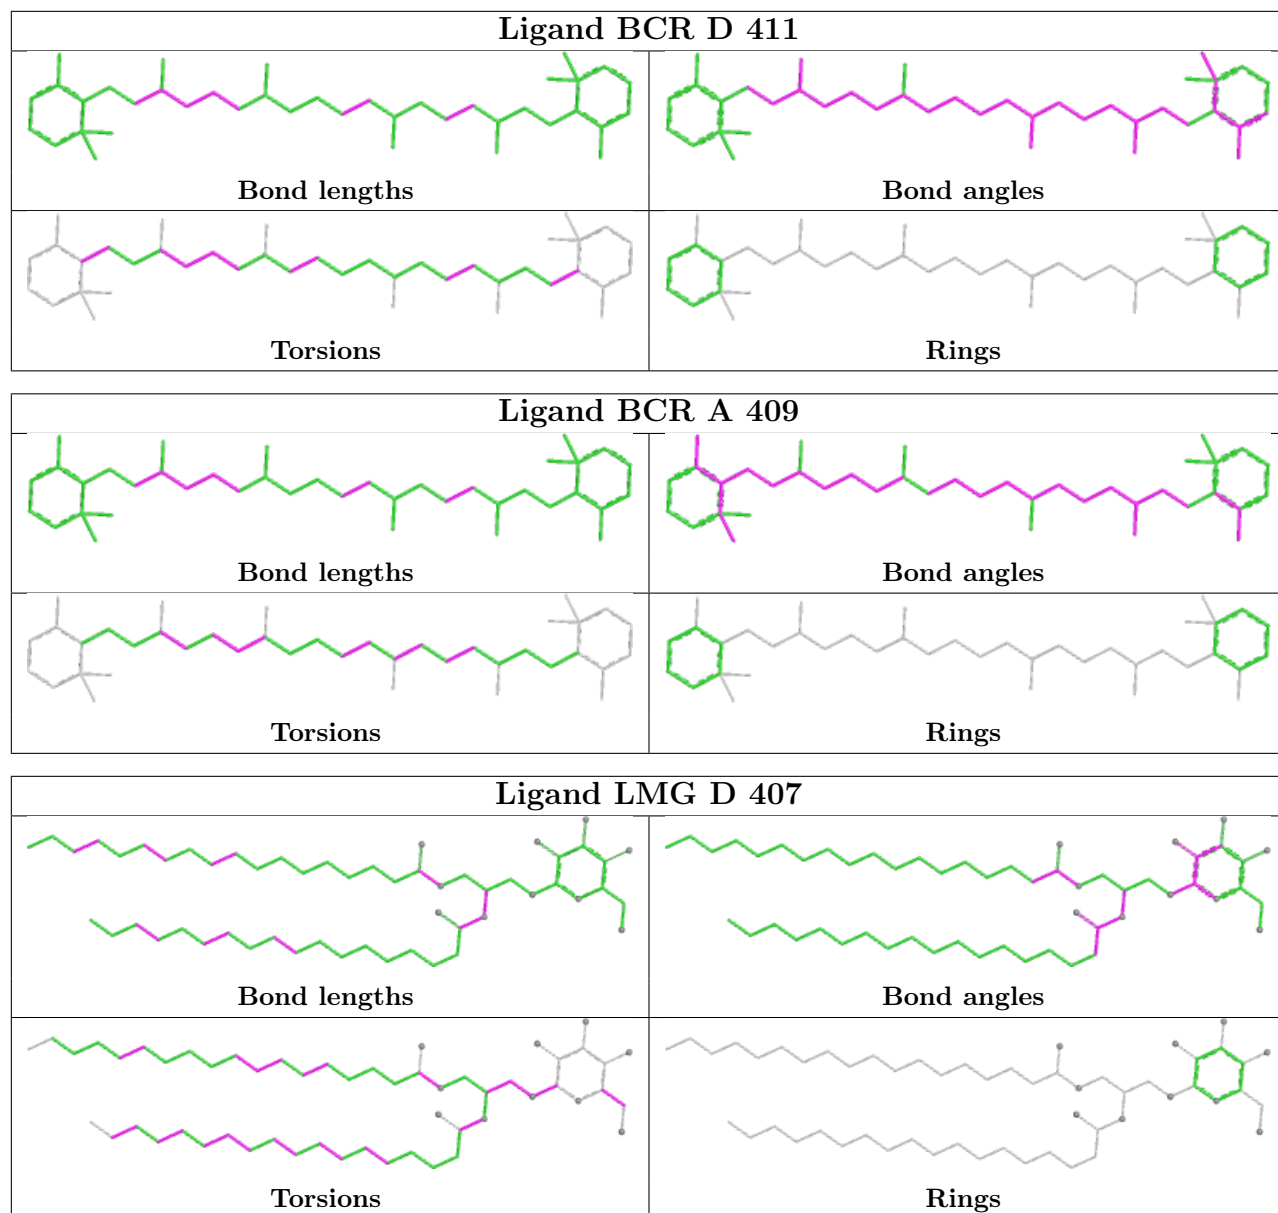 Ligand BCR D 411
Bond lengths
Bond angles
Torsions
Rings
Ligand BCR A 409
Bond lengths
Bond angles
Torsions
Rings
Ligand LMG D 407
Bond lengths
Bond angles
Torsions
Rings